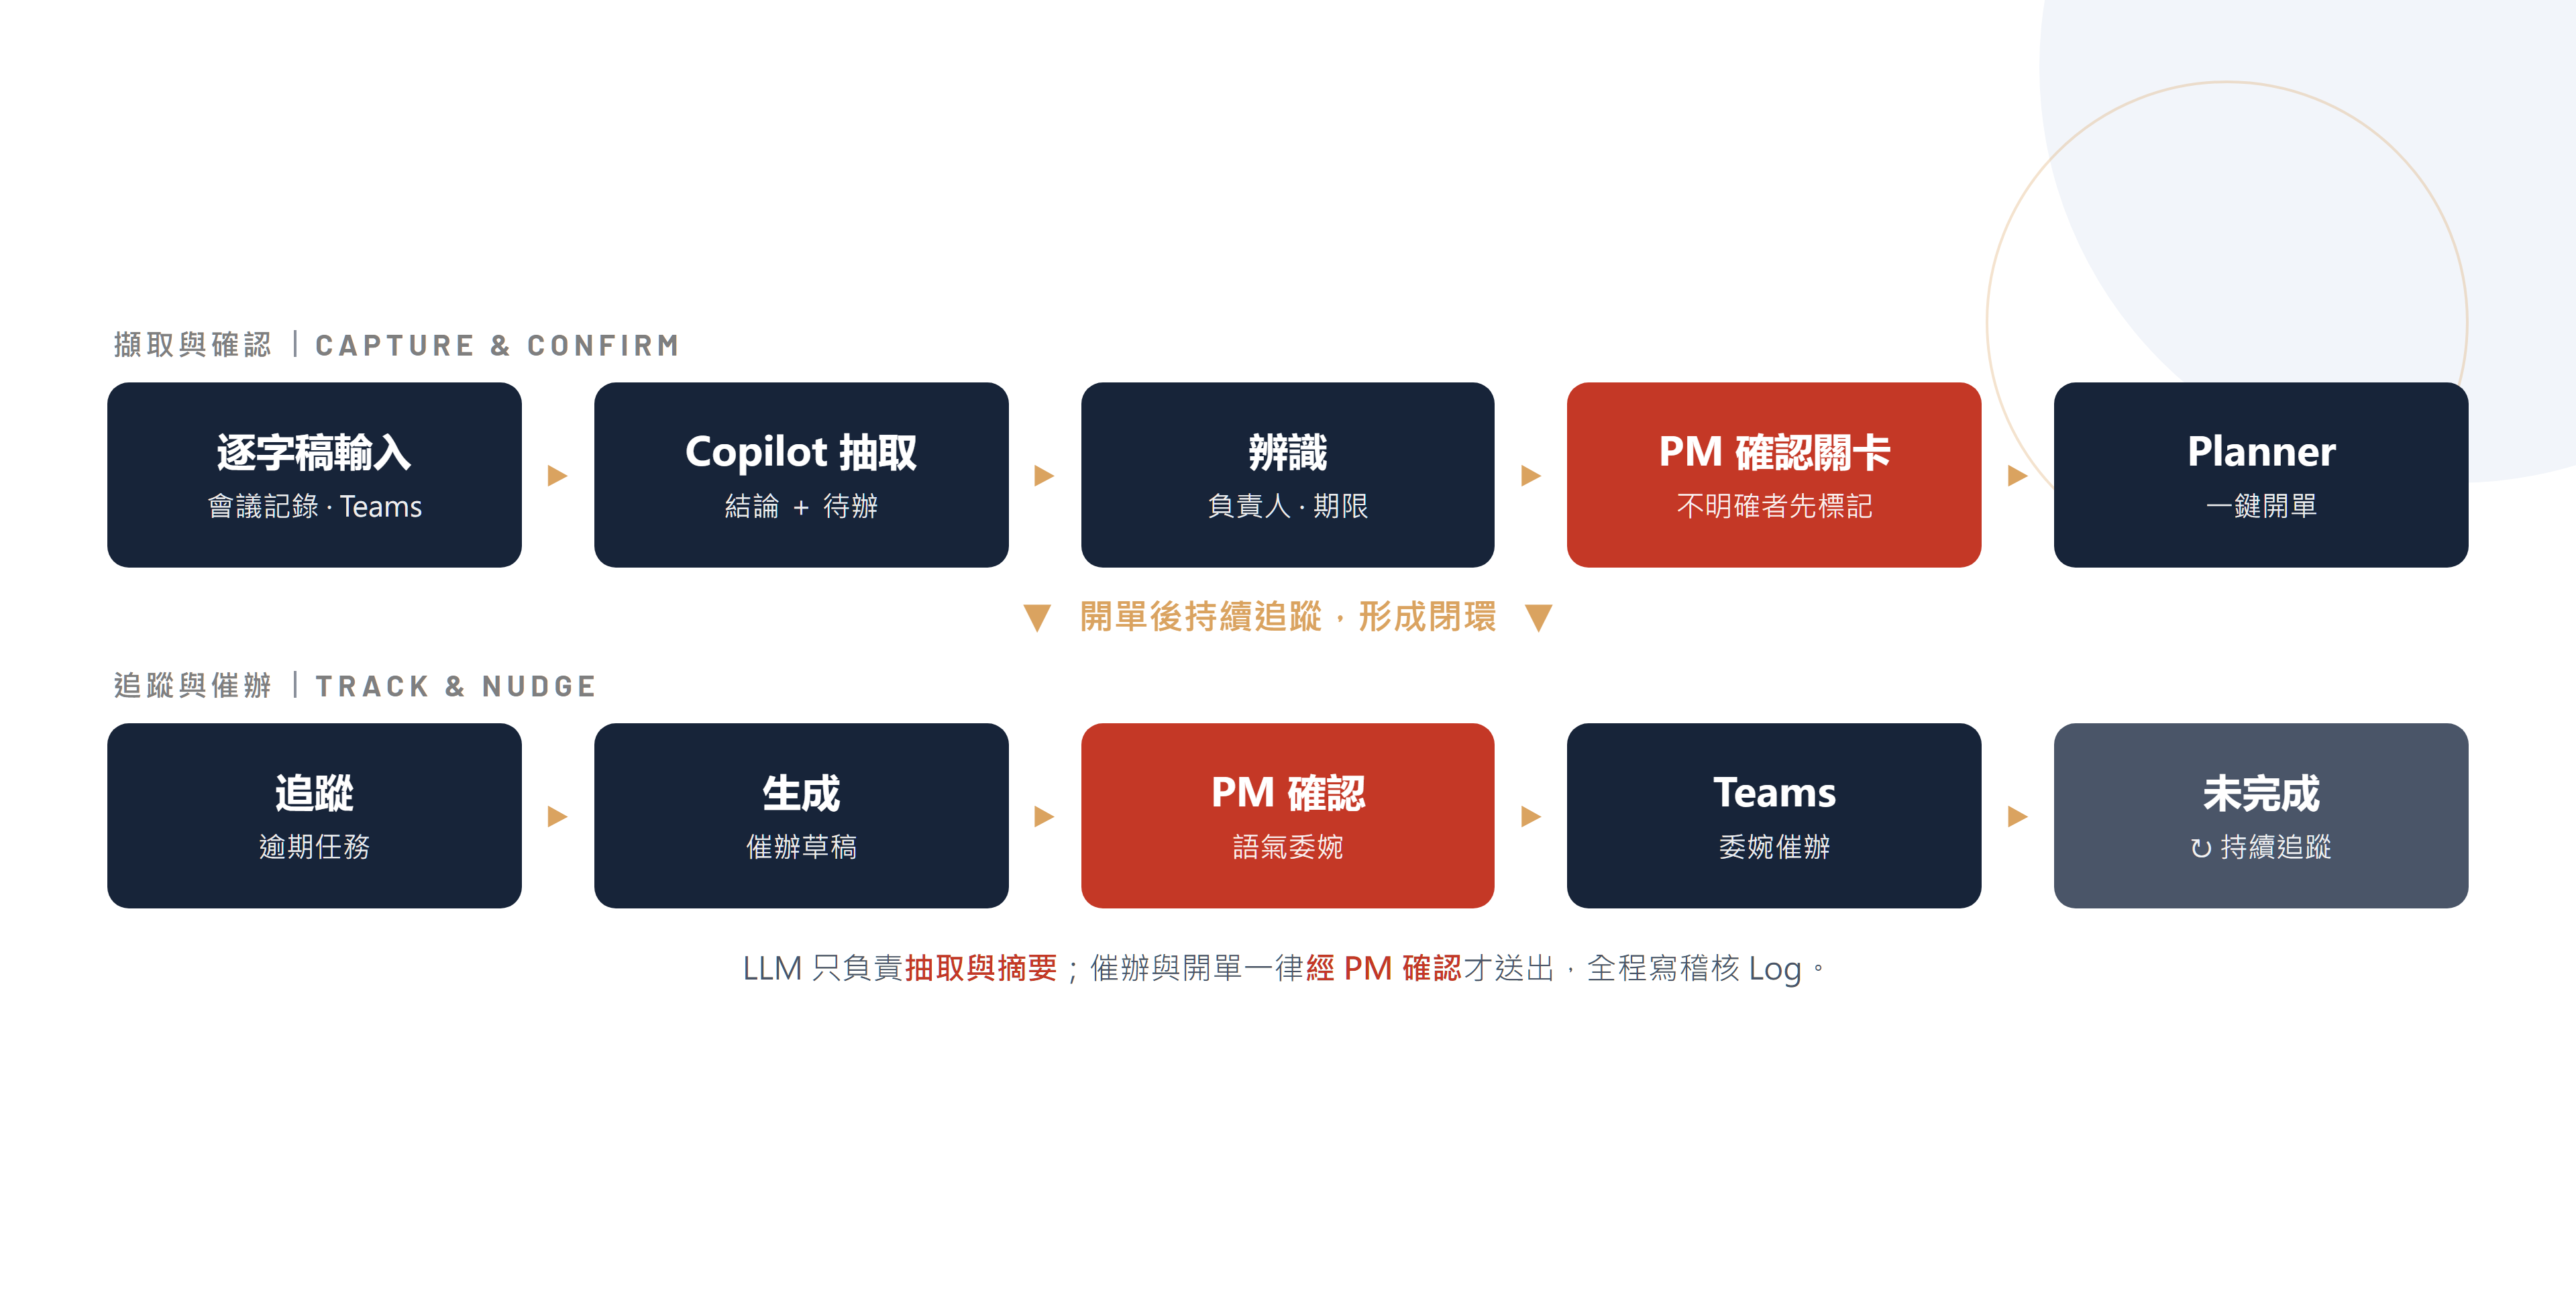 擷取與確認｜CAPTURE & CONFIRM
逐字稿輸入
會議記錄 · Teams
▶
Copilot 抽取
結論 + 待辦
▶
辨識
負責人 · 期限
▶
PM 確認關卡
不明確者先標記
▶
Planner
一鍵開單
▼ 開單後持續追蹤，形成閉環 ▼
追蹤與催辦｜TRACK & NUDGE
追蹤
逾期任務
▶
生成
催辦草稿
▶
PM 確認
語氣委婉
▶
Teams
委婉催辦
▶
未完成
↻ 持續追蹤
LLM 只負責抽取與摘要；催辦與開單一律經 PM 確認才送出，全程寫稽核 Log。